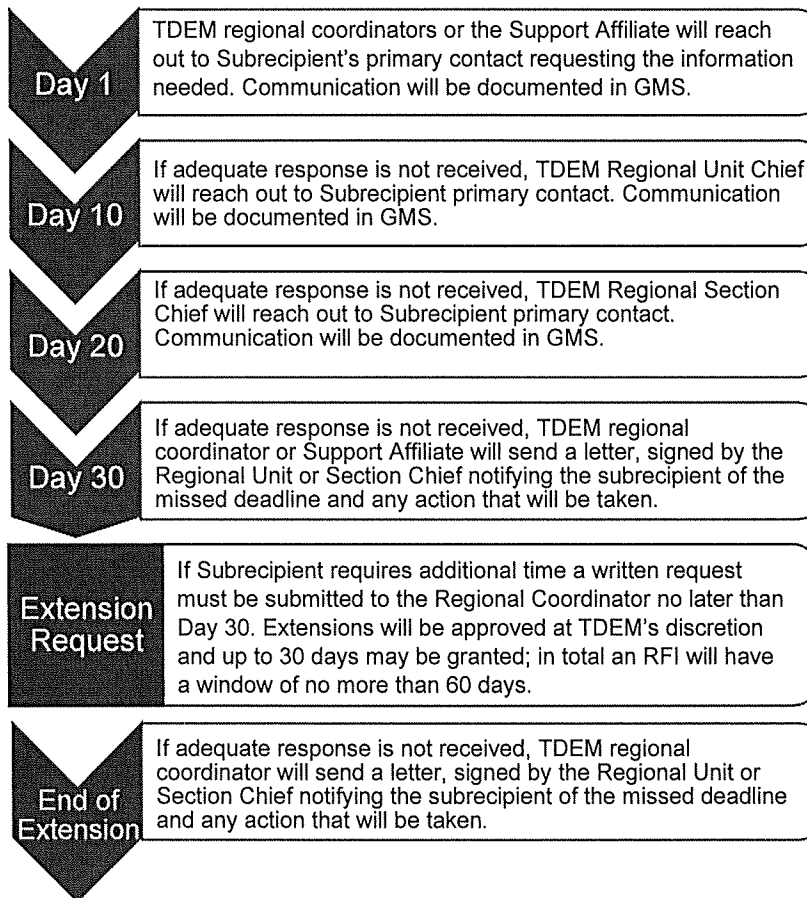 Day 1
TDEM regional coordinators or the Support Affiliate will reach
out to Subrecipient's primary contact requesting the information
needed. Communication will be documented in GMS.
Day 10
If adequate response is not received, TDEM Regional Unit Chief
will reach out to Subrecipient primary contact. Communication
will be documented in GMS.
Day 20
If adequate response is not received, TDEM Regional Section
Chief will reach out to Subrecipient primary contact.
Communication will be documented in GMS.
Day 30
If adequate response is not received, TDEM regional
coordinator or Support Affiliate will send a letter, signed by the
Regional Unit or Section Chief notifying the subrecipient of the
missed deadline and any action that will be taken.
Extension
Request
If Subrecipient requires additional time a written request
must be submitted to the Regional Coordinator no later than
Day 30. Extensions will be approved at TDEM's discretion
and up to 30 days may be granted; in total an RFI will have
a window of no more than 60 days.
End of
Extension
If adequate response is not received, TDEM regional
coordinator will send a letter, signed by the Regional Unit or
Section Chief notifying the subrecipient of the missed deadline
and any action that will be taken.